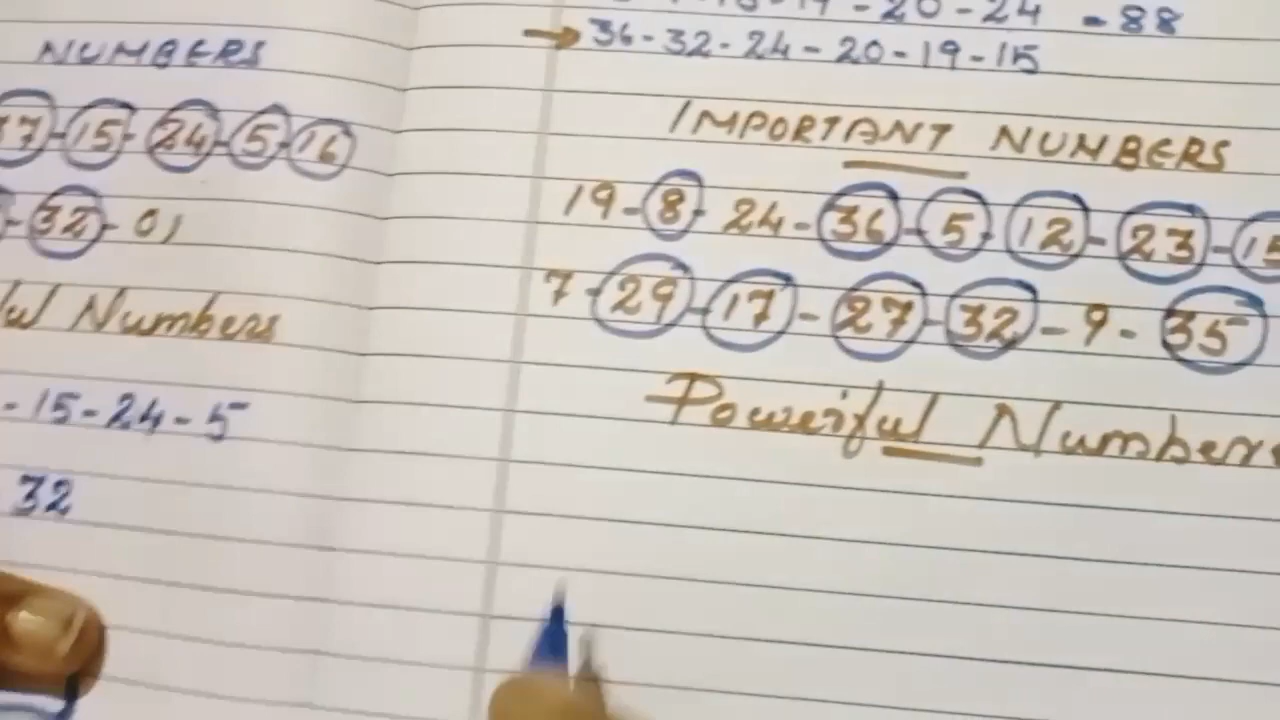 NUMBERS
17-15-24-5-16
-32-01
Numbers
-15-24-5
32
-20-24 -88
→36-32-24-20-19-15
IMPORTANT NUMBERS
19-8-24-36-5-12-23-15
7-29-17-27-32-9-35
Powerful Numbers